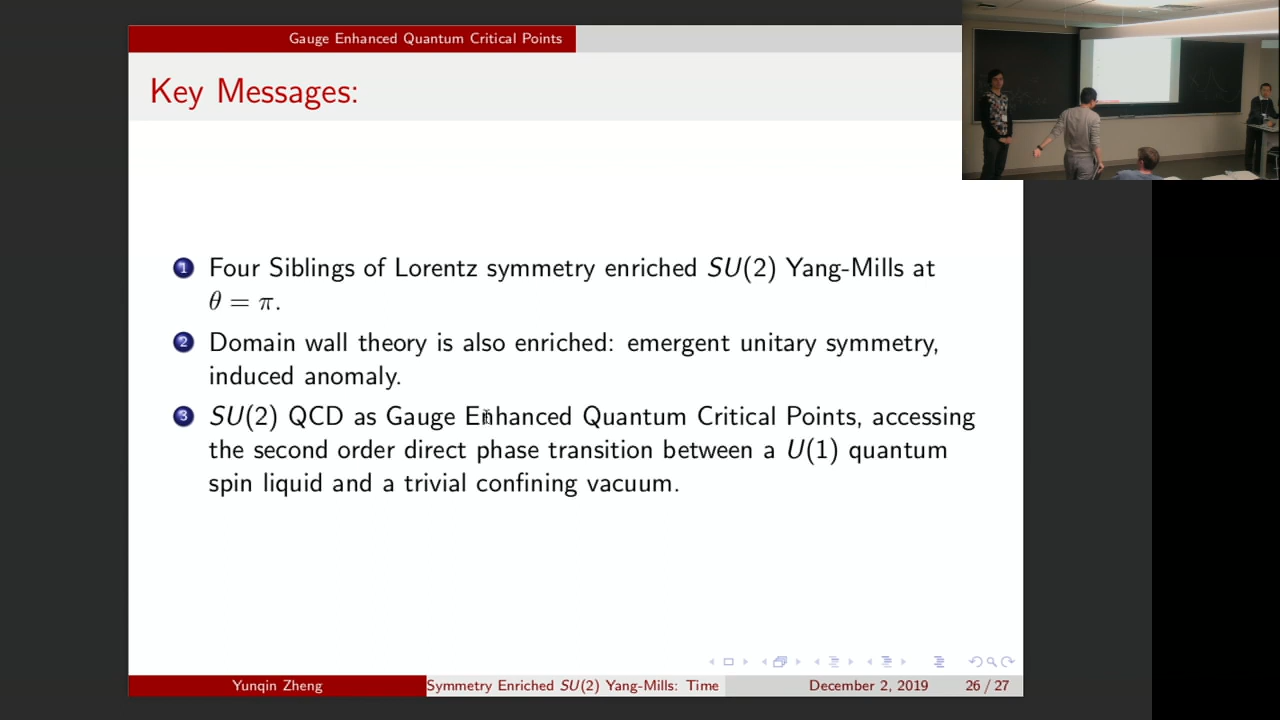 Gauge Enhanced Quantum Critical Points
Key Messages:
1 Four Siblings of Lorentz symmetry enriched SU(2) Yang-Mills at
θ = π.
2 Domain wall theory is also enriched: emergent unitary symmetry,
induced anomaly.
3 SU(2) QCD as Gauge Enhanced Quantum Critical Points, accessing
the second order direct phase transition between a U(1) quantum
spin liquid and a trivial confining vacuum.
Yunqin Zheng Symmetry Enriched SU(2) Yang-Mills: Time December 2, 2019 26 / 27